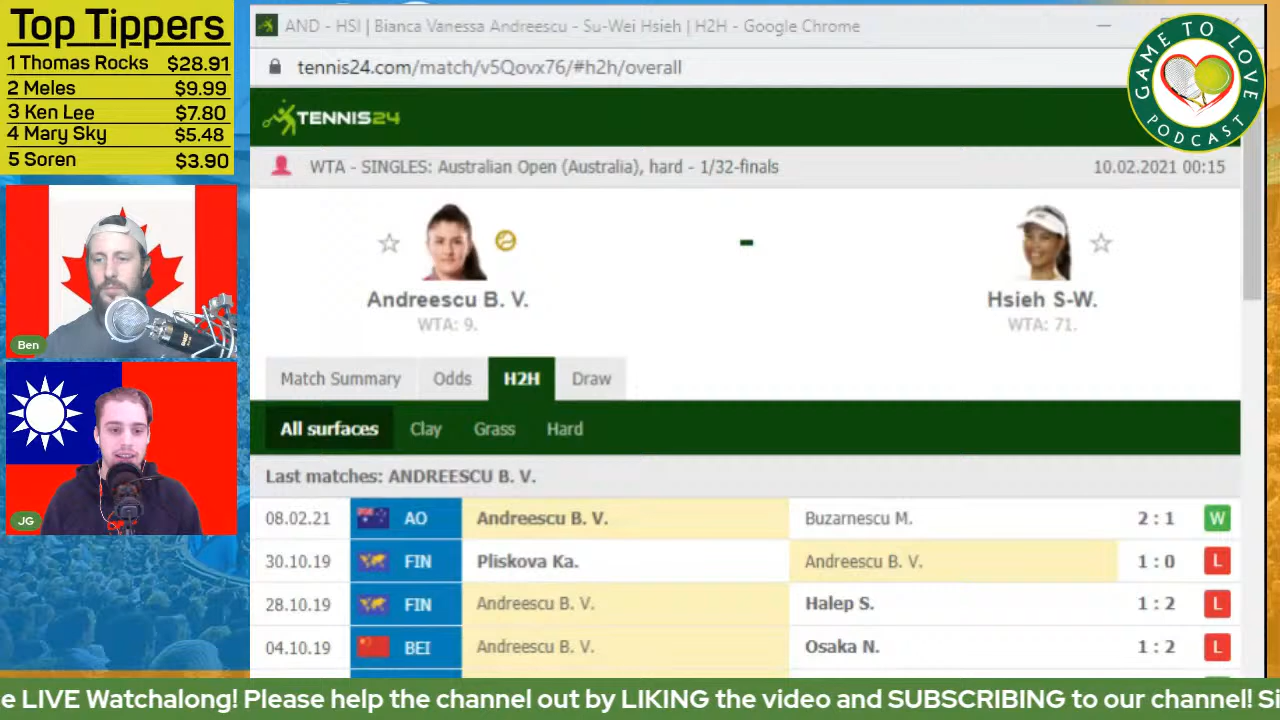 Top Tippers
1 Thomas Rocks $28.91
2 Meles $9.99
3 Ken Lee $7.80
4 Mary Sky $5.48
5 Soren $3.90
Ben
JG
AND - HSI | Bianca Vanessa Andreescu - Su-Wei Hsieh | H2H - Google Chrome
tennis24.com/match/v5Qovx76/#h2h/overall
GAME TO LOVE
PODCAST
TENNIS24
WTA - SINGLES: Australian Open (Australia), hard - 1/32-finals 10.02.2021 00:15
-
Andreescu B. V. Hsieh S-W.
WTA: 9. WTA: 71.
Match Summary Odds H2H Draw
All surfaces Clay Grass Hard
Last matches: ANDREESCU B. V.
08.02.21 AO Andreescu B. V. Buzarnescu M. 2 : 1 W
30.10.19 FIN Pliskova Ka. Andreescu B. V. 1 : 0 L
28.10.19 FIN Andreescu B. V. Halep S. 1 : 2 L
04.10.19 BEI Andreescu B. V. Osaka N. 1 : 2 L
e LIVE Watchalong! Please help the channel out by LIKING the video and SUBSCRIBING to our channel! Si